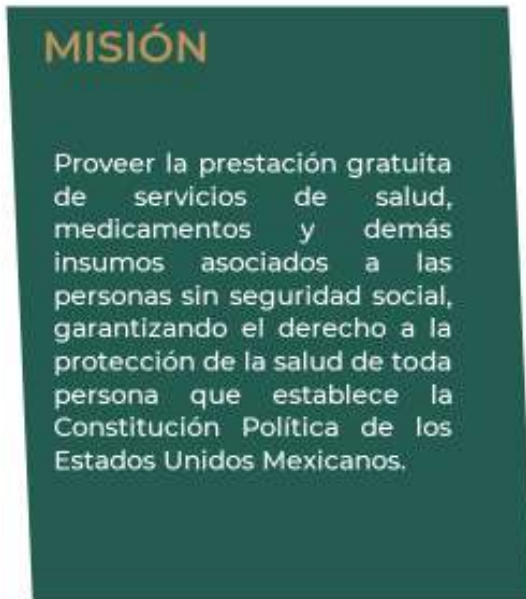 MISIÓN
Proveer la prestación gratuita
de servicios de salud,
medicamentos y demás
insumos asociados a las
personas sin seguridad social,
garantizando el derecho a la
protección de la salud de toda
persona que establece la
Constitución Política de los
Estados Unidos Mexicanos.